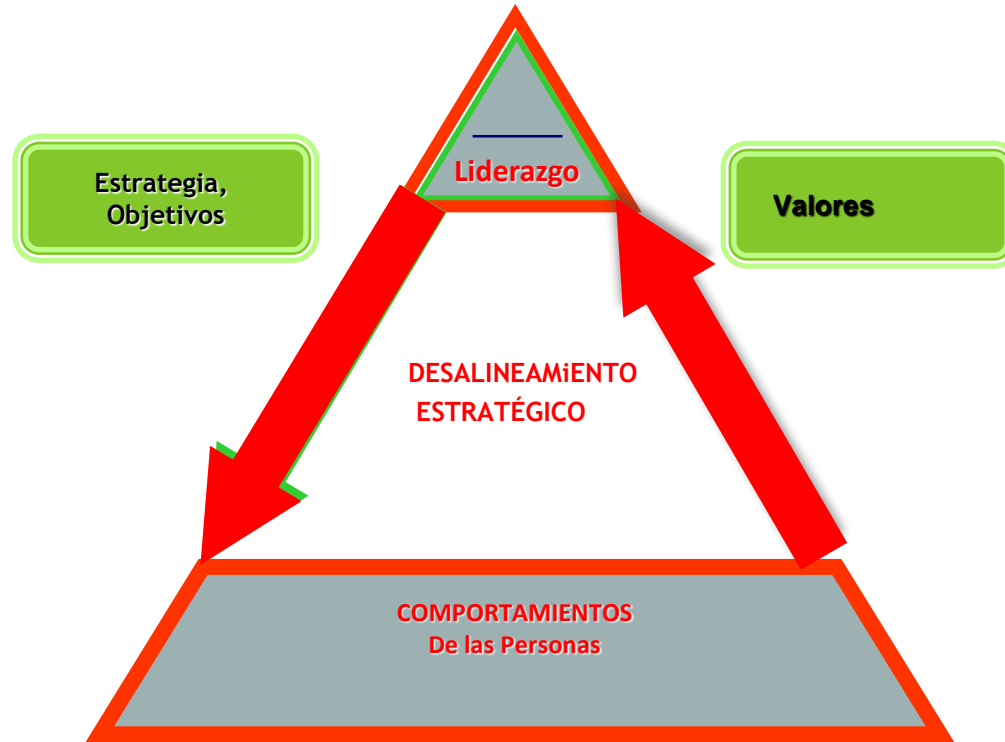 Liderazgo
Estrategia,
Objetivos
Valores
DESALINEAMiENTO
ESTRATÉGICO
COMPORTAMIENTOS
De las Personas